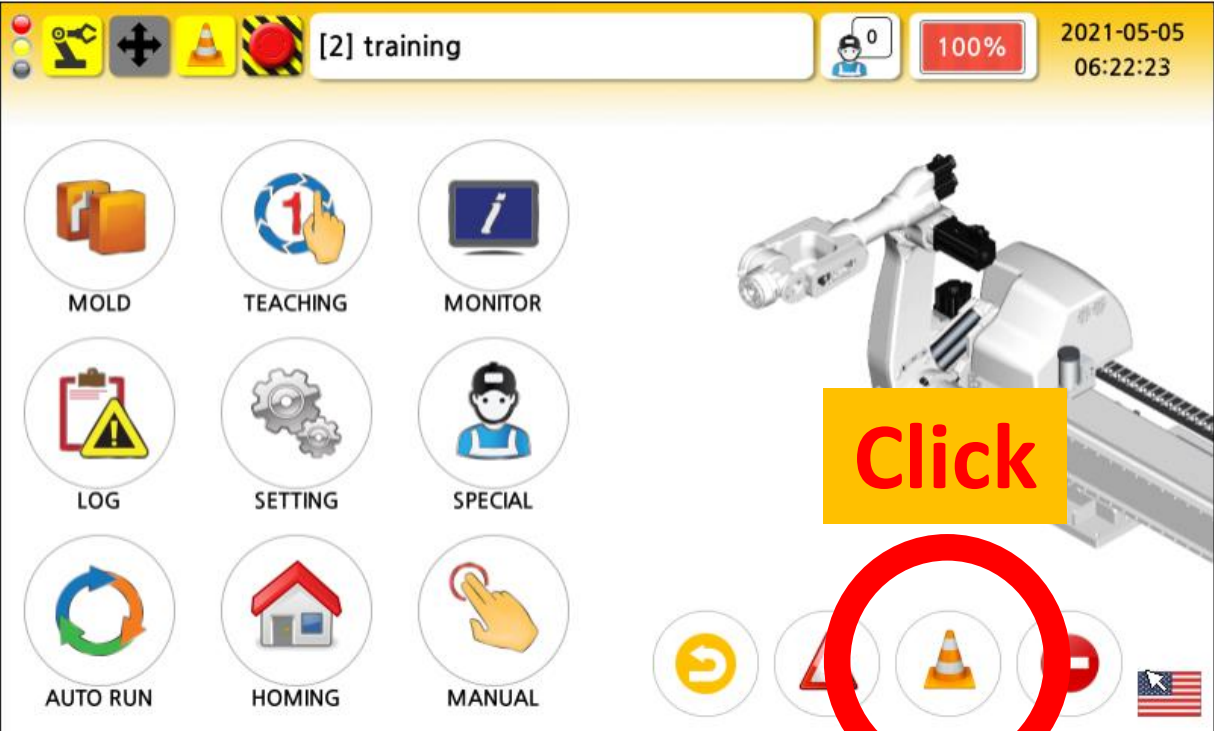 [2] training
0
100%
2021-05-05
06:22:23
1
i
MOLD
TEACHING
MONITOR
LOG
SETTING
SPECIAL
Click
AUTO RUN
HOMING
MANUAL